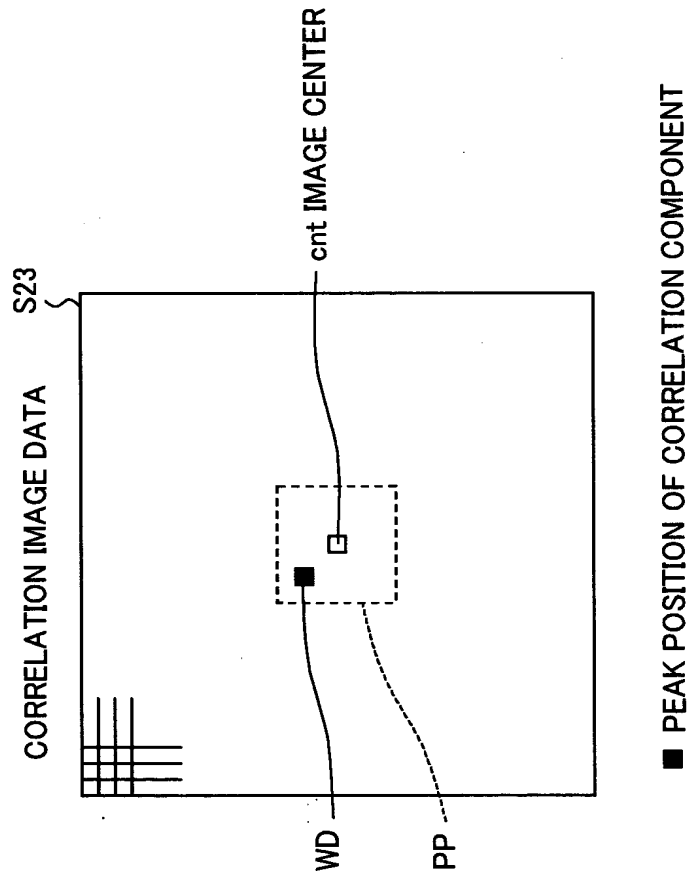 CORRELATION IMAGE DATA
S23
cnt IMAGE CENTER
WD
PP
■ PEAK POSITION OF CORRELATION COMPONENT